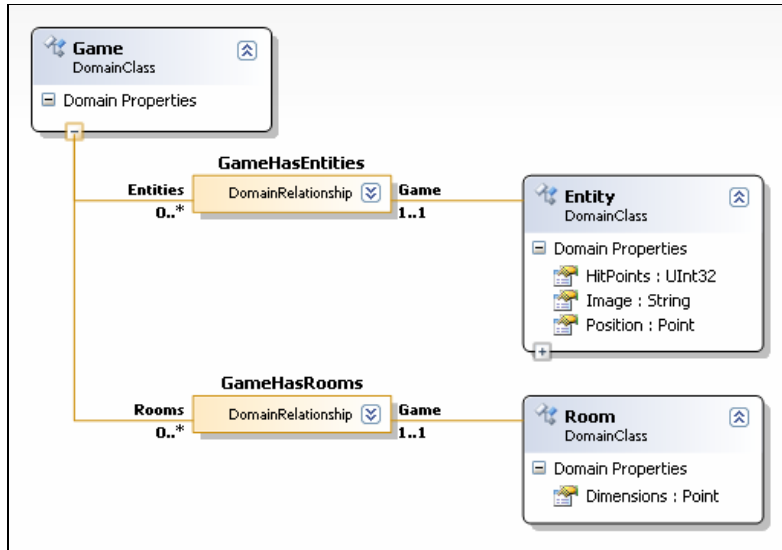 Game
DomainClass
Domain Properties
GameHasEntities
Entities
DomainRelationship
Game
0..*
1..1
Entity
DomainClass
Domain Properties
HitPoints : UInt32
Image : String
Position : Point
GameHasRooms
Rooms
DomainRelationship
Game
0..*
1..1
Room
DomainClass
Domain Properties
Dimensions : Point